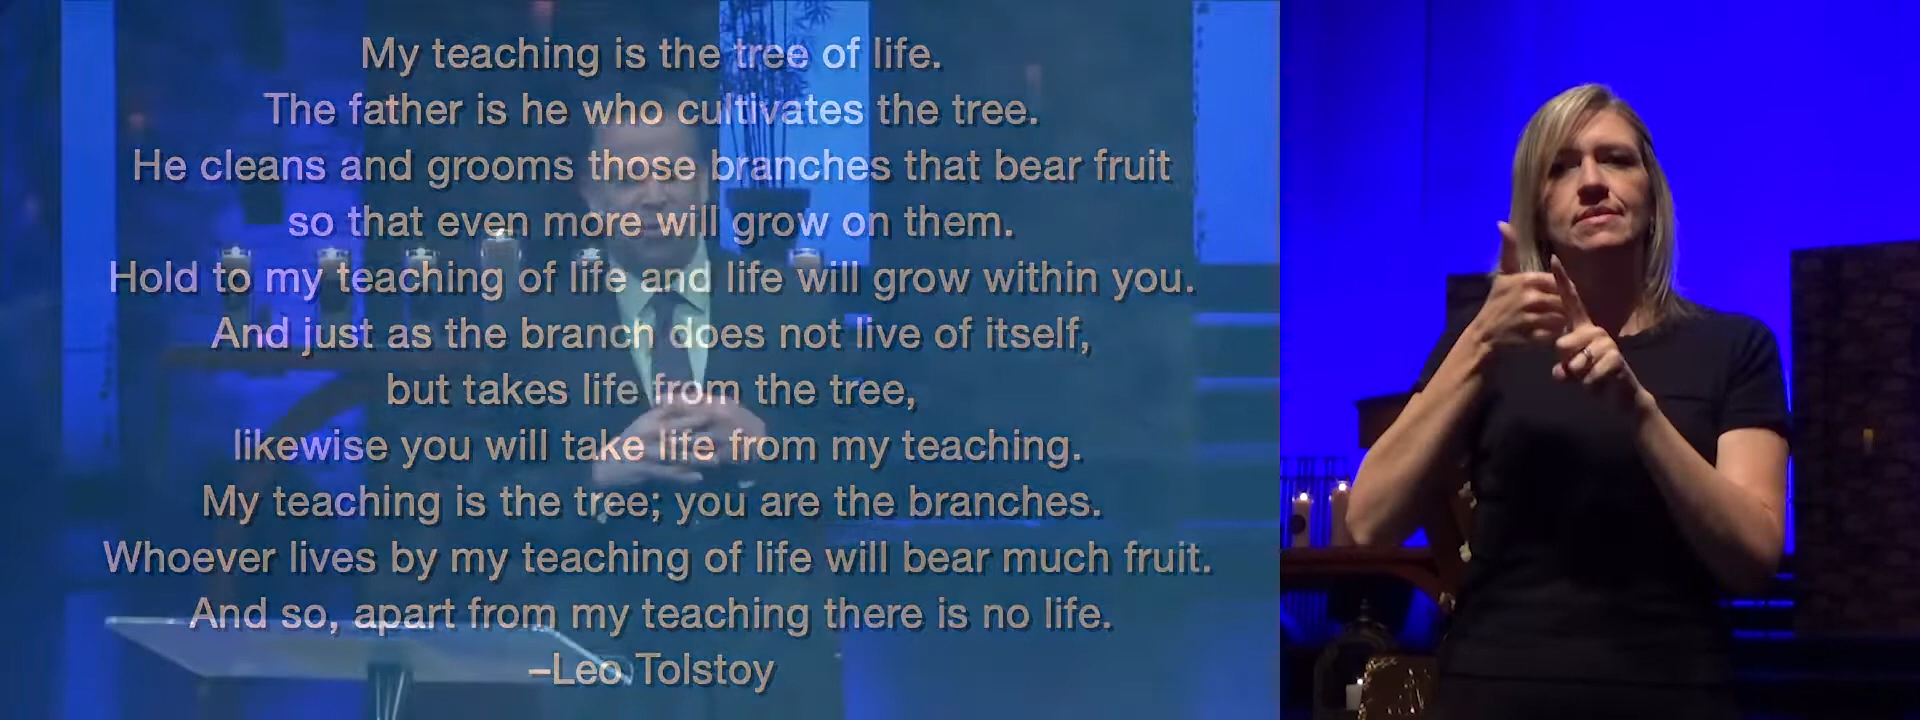 My teaching is the tree of life.
The father is he who cultivates the tree.
He cleans and grooms those branches that bear fruit
so that even more will grow on them.
Hold to my teaching of life and life will grow within you.
And just as the branch does not live of itself,
but takes life from the tree,
likewise you will take life from my teaching.
My teaching is the tree; you are the branches.
Whoever lives by my teaching of life will bear much fruit.
And so, apart from my teaching there is no life.
–Leo Tolstoy